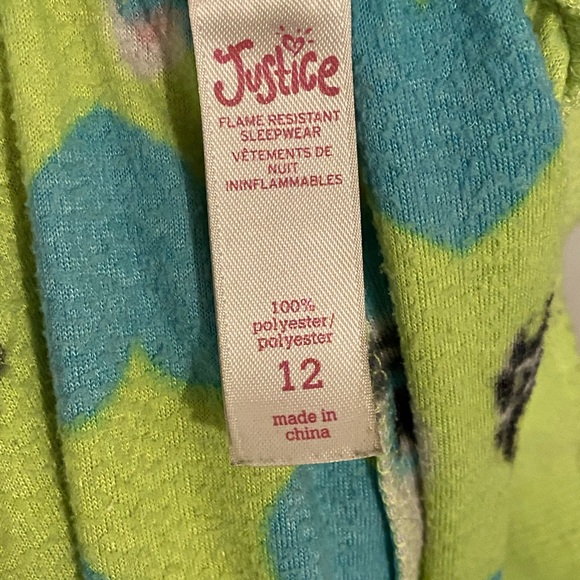 Justice
FLAME RESISTANT
SLEEPWEAR
VÊTEMENTS DE
NUIT
ININFLAMMABLES
100%
polyester/
polyester
12
made in
china